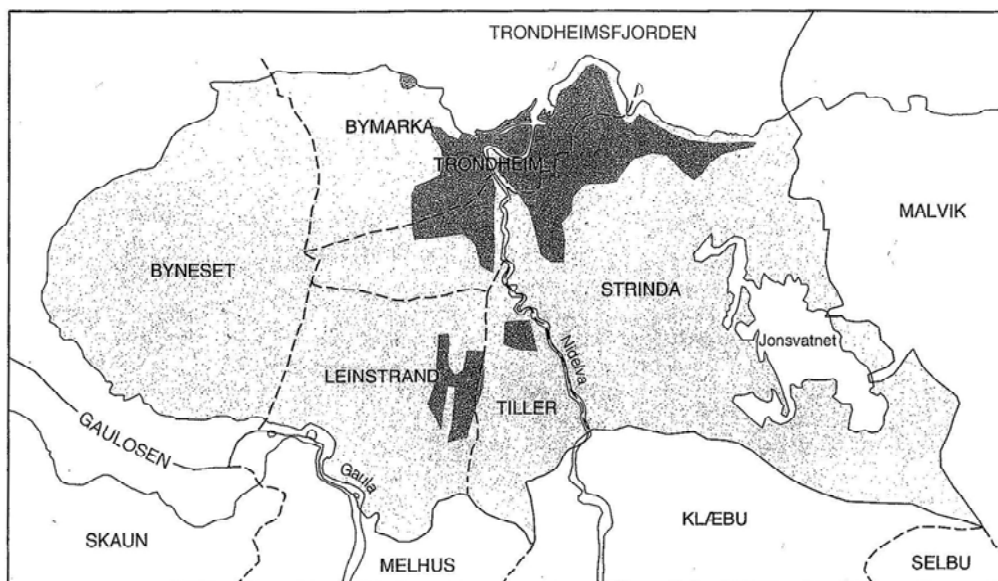 TRONDHEIMSFJORDEN
BYMARKA
TRONDHEIM
MALVIK
BYNESET
STRINDA
Jonsvatnet
Nidelva
LEINSTRAND
TILLER
GAULOSEN
Gaula
KLÆBU
SKAUN
MELHUS
SELBU